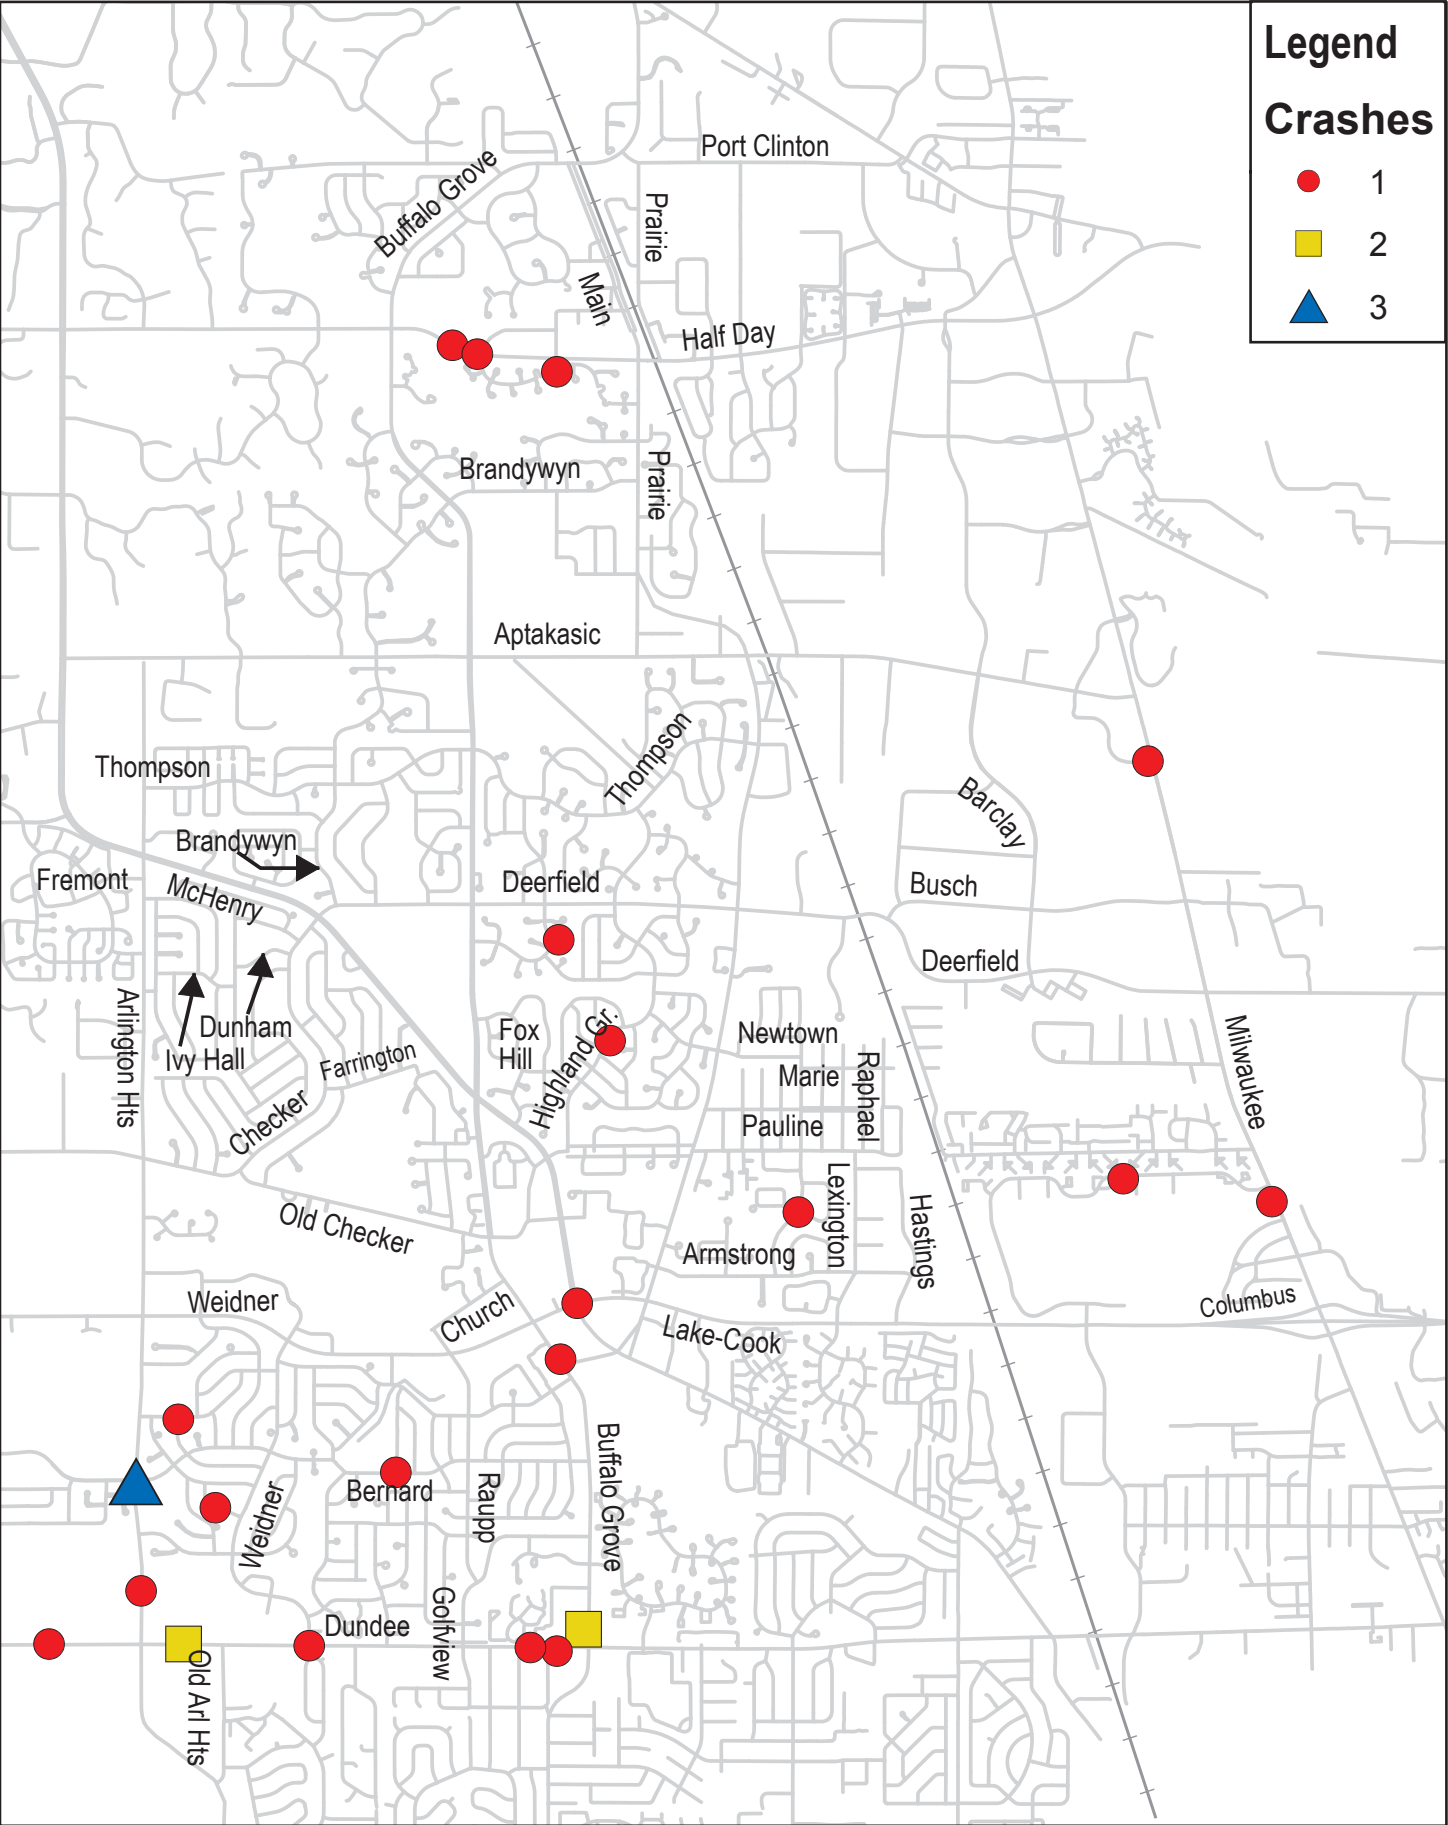 Legend
Crashes
1
2
3
Port Clinton
Buffalo Grove
Prairie
Main
Half Day
Brandywyn
Prairie
Aptakasic
Thompson
Thompson
Barclay
Brandywyn
Fremont
McHenry
Deerfield
Busch
Deerfield
Arlington Hts
Dunham
Ivy Hall
Farrington
Fox
Hill
Highland Gr.
Newtown
Marie
Raphael
Pauline
Milwaukee
Checker
Old Checker
Lexington
Hastings
Armstrong
Weidner
Church
Lake-Cook
Columbus
Buffalo Grove
Bernard
Raupp
Weidner
Golfview
Dundee
Old Arl Hts